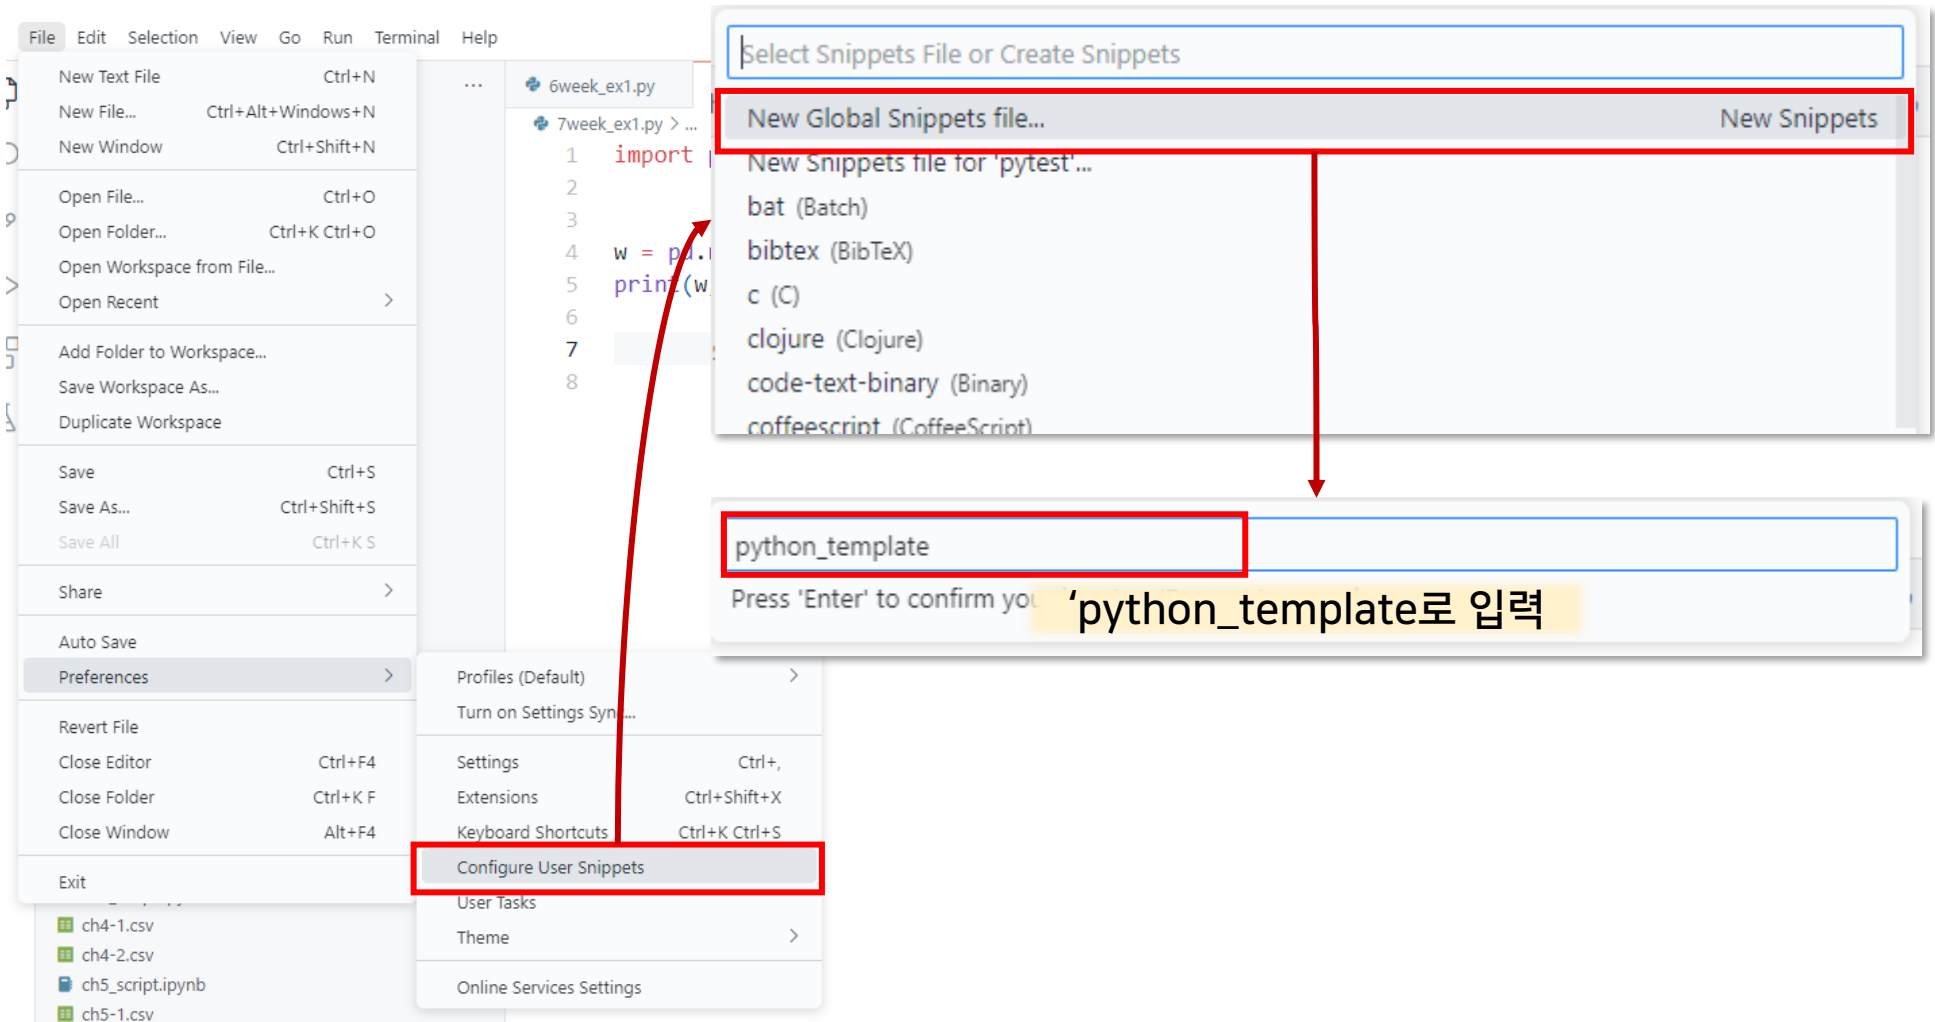 File Edit Selection View Go Run Terminal Help
New Text File Ctrl+N
New File... Ctrl+Alt+Windows+N
New Window Ctrl+Shift+N
Open File... Ctrl+O
Open Folder... Ctrl+K Ctrl+O
Open Workspace from File...
Open Recent
Add Folder to Workspace...
Save Workspace As...
Duplicate Workspace
Save Ctrl+S
Save As... Ctrl+Shift+S
Save All Ctrl+K S
Share
Auto Save
Preferences
Revert File
Close Editor Ctrl+F4
Close Folder Ctrl+K F
Close Window Alt+F4
Exit
ch4-1.csv
ch4-2.csv
ch5_script.ipynb
ch5-1.csv
...
6week_ex1.py
7week_ex1.py > ...
1 import
2
3
4 w = pd.
5 print(w
6
7
8
Profiles (Default)
Turn on Settings Sync...
Settings Ctrl+,
Extensions Ctrl+Shift+X
Keyboard Shortcuts Ctrl+K Ctrl+S
Configure User Snippets
User Tasks
Theme
Online Services Settings
Select Snippets File or Create Snippets
New Global Snippets file... New Snippets
New Snippets file for 'pytest'...
bat (Batch)
bibtex (BibTeX)
c (C)
clojure (Clojure)
code-text-binary (Binary)
coffeescript (CoffeeScript)
python_template
Press 'Enter' to confirm
‘python_template로 입력